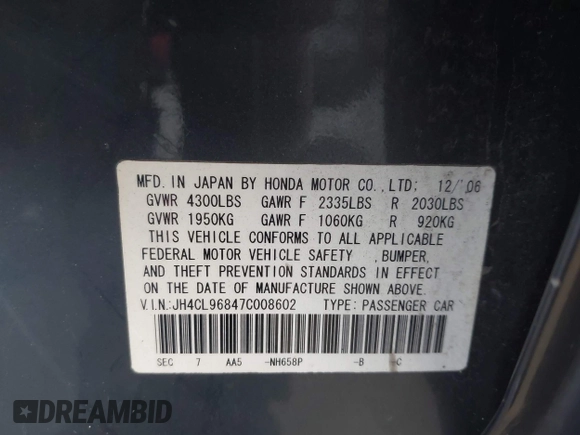 MFD. IN JAPAN BY HONDA MOTOR CO., LTD; 12/'06
GVWR 4300LBS GAWR F 2335LBS R 2030LBS
GVWR 1950KG GAWR F 1060KG R 920KG
THIS VEHICLE CONFORMS TO ALL APPLICABLE
FEDERAL MOTOR VEHICLE SAFETY , BUMPER,
AND THEFT PREVENTION STANDARDS IN EFFECT
ON THE DATE OF MANUFACTURE SHOWN ABOVE.
V.I.N.:JH4CL96847C008602 TYPE: PASSENGER CAR
SEC 7 AA5 -NH658P -B -C
DREAMBID